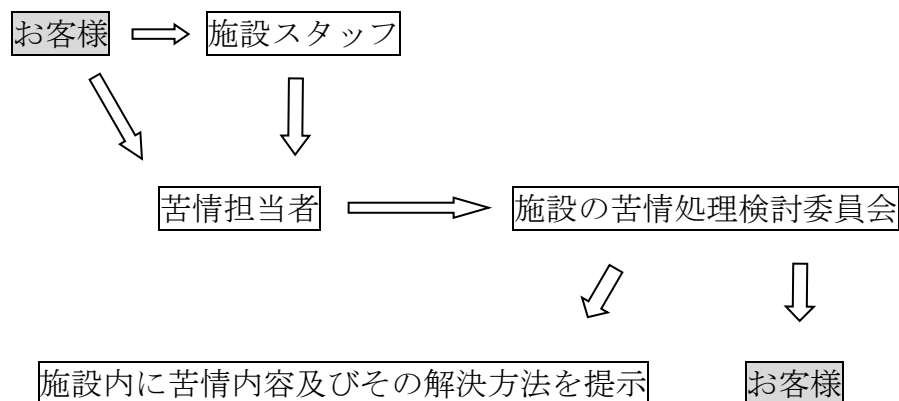 お客様 施設スタッフ
苦情担当者 施設の苦情処理検討委員会
施設内に苦情内容及びその解決方法を提示 お客様